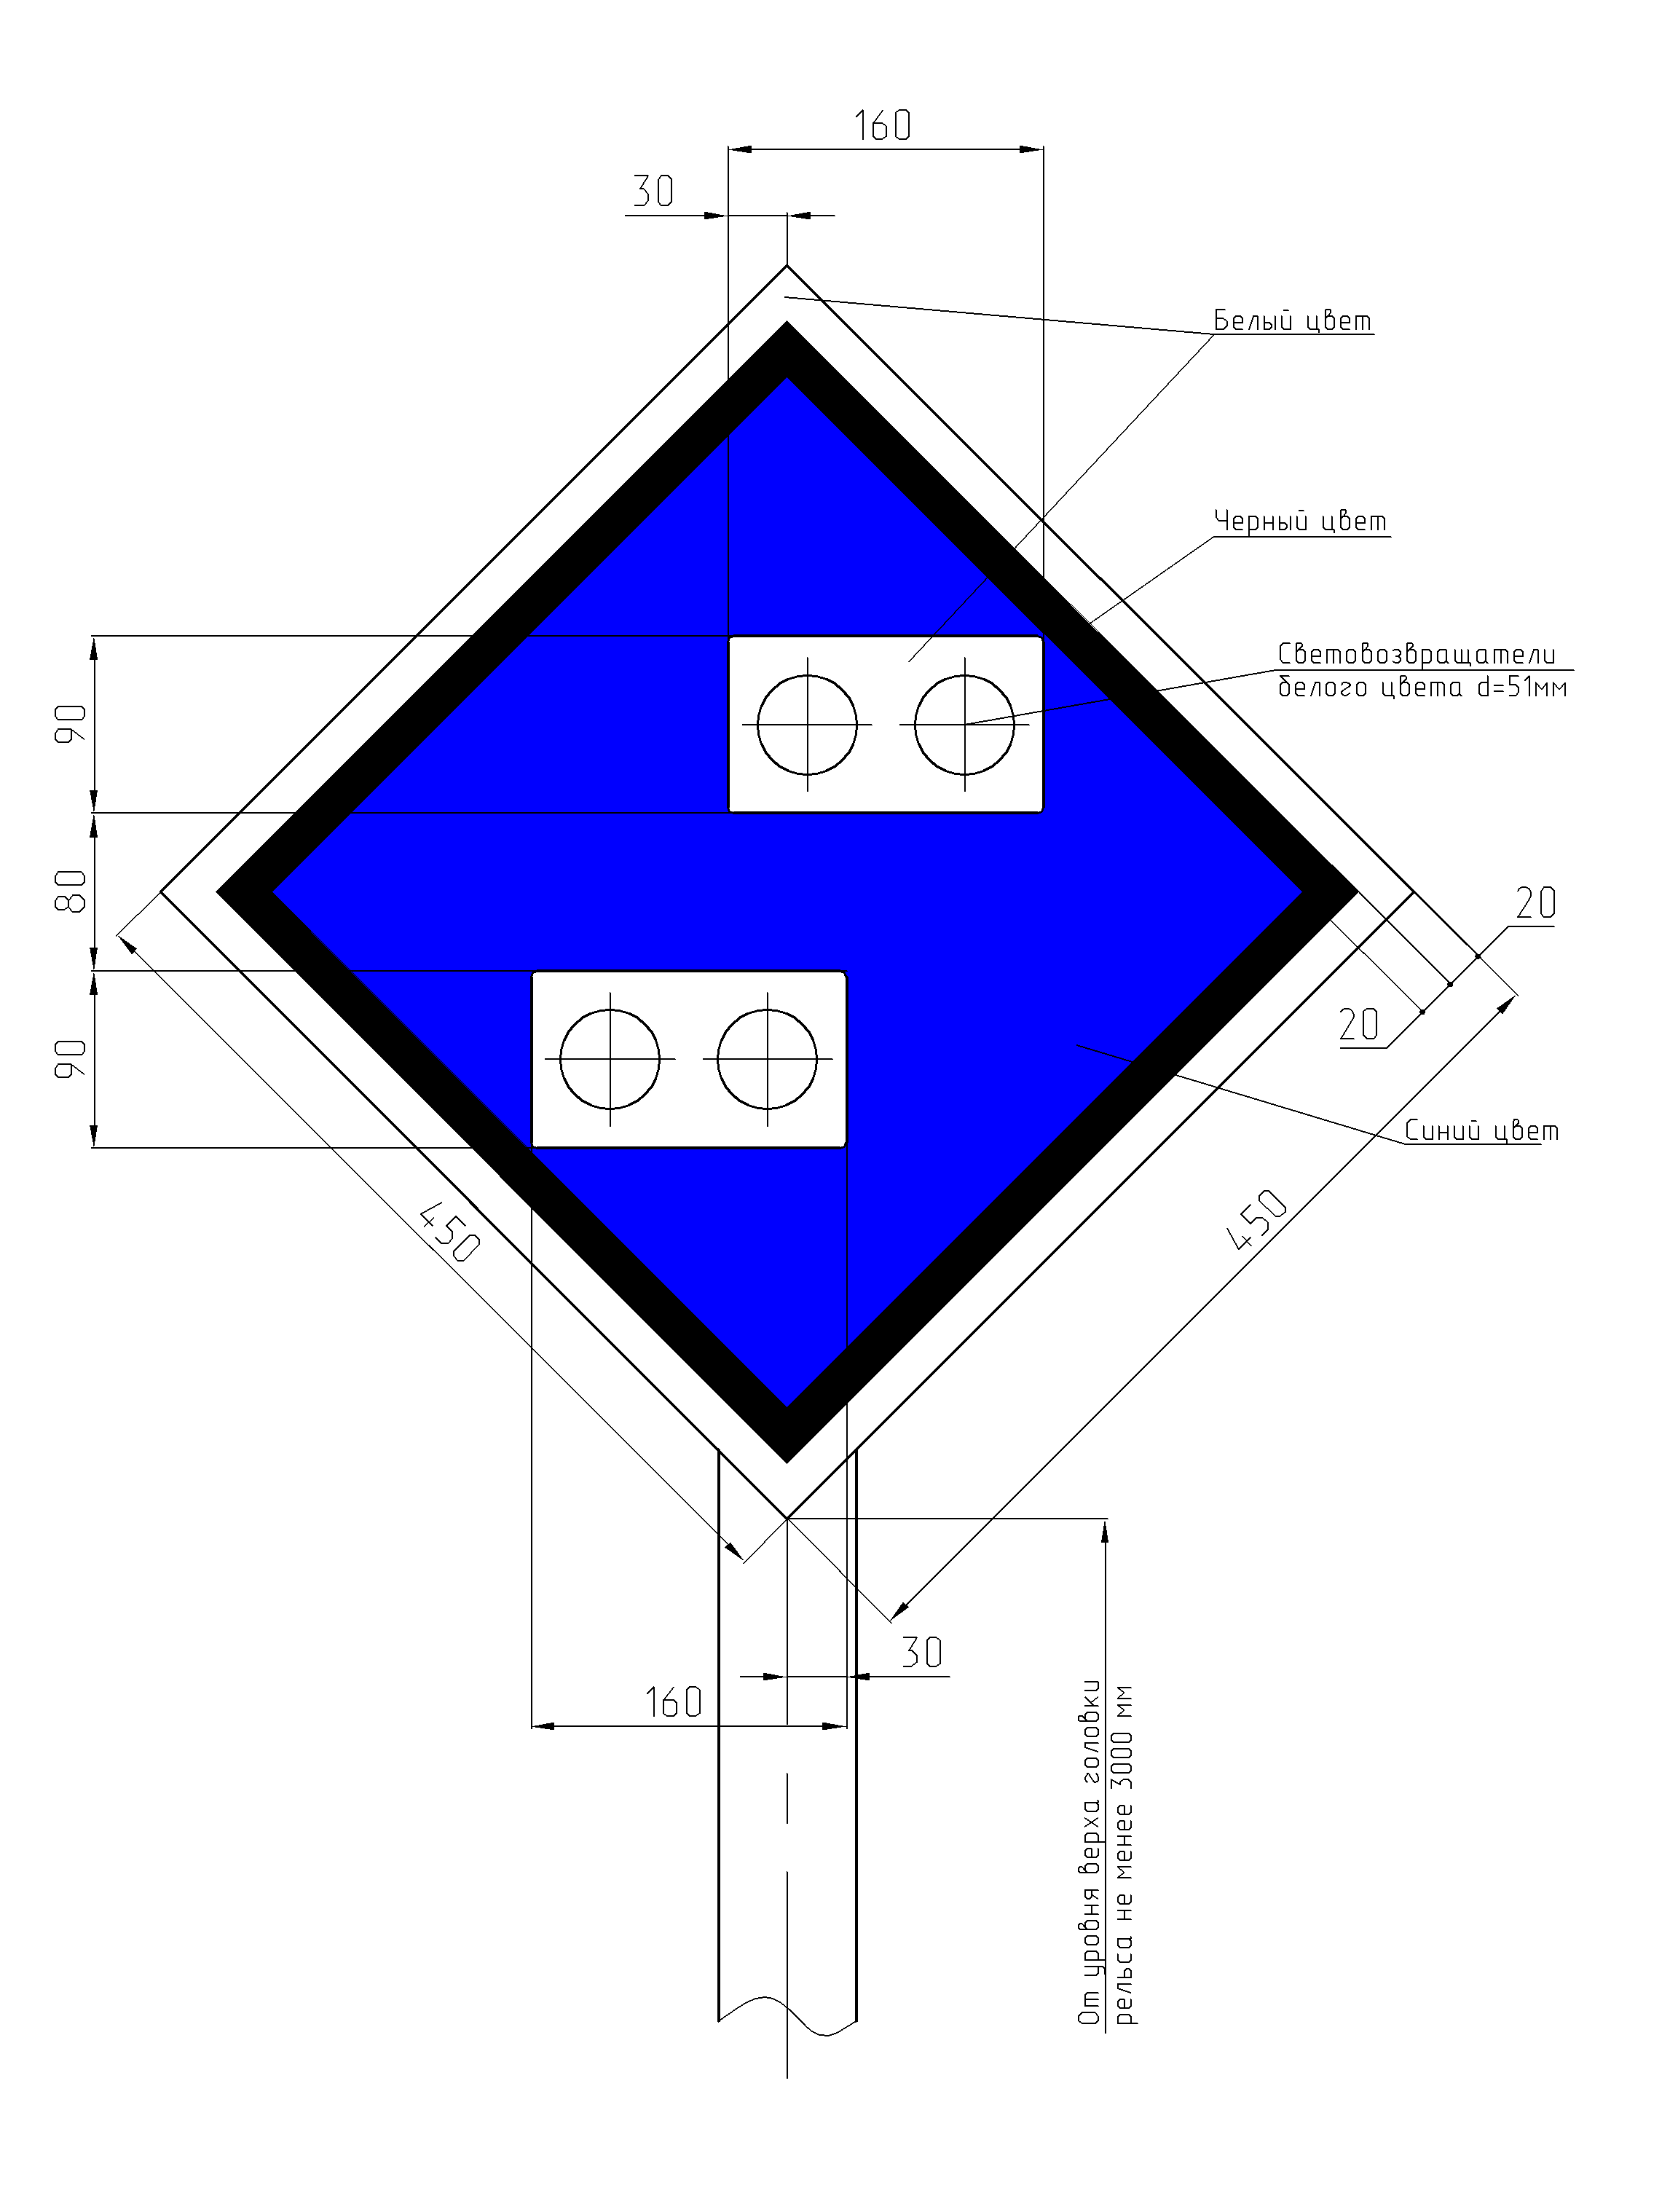 160
30
Белый цвет
Черный цвет
Световозвращатели
белого цвета d=51мм
90
80
20
20
90
Синий цвет
450
450
30
160
От уровня верха головки
рельса не менее 3000 мм